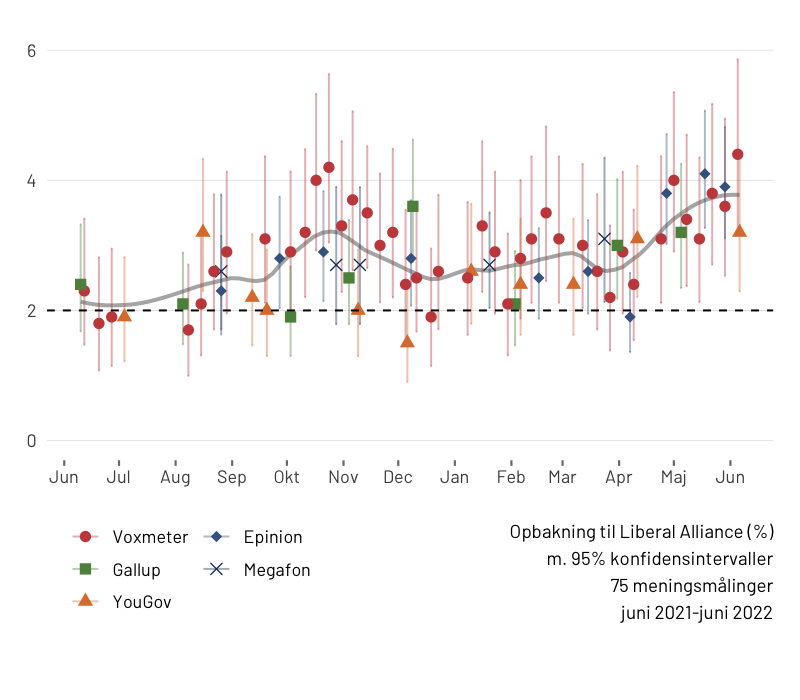 6
4
2
0
Jun Jul Aug Sep Okt Nov Dec Jan Feb Mar Apr Maj Jun
Voxmeter Epinion
Gallup Megafon
YouGov
Opbakning til Liberal Alliance (%)
m. 95% konfidensintervaller
75 meningsmålinger
juni 2021-juni 2022